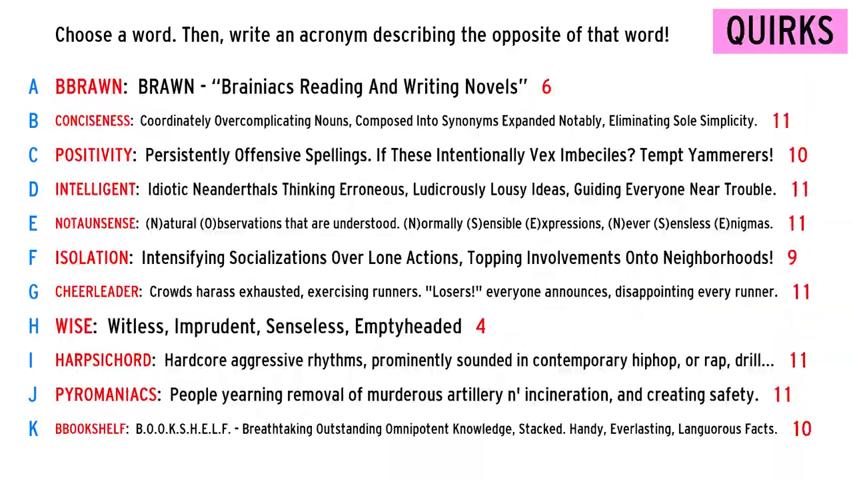 Choose a word. Then, write an acronym describing the opposite of that word!
QUIRKS
A BBRAWN: BRAWN - “Brainiacs Reading And Writing Novels” 6
B CONCISENESS: Coordinately Overcomplicating Nouns, Composed Into Synonyms Expanded Notably, Eliminating Sole Simplicity. 11
C POSITIVITY: Persistently Offensive Spellings. If These Intentionally Vex Imbeciles? Tempt Yammerers! 10
D INTELLIGENT: Idiotic Neanderthals Thinking Erroneous, Ludicrously Lousy Ideas, Guiding Everyone Near Trouble. 11
E NOTAUNSENSE: (N)atural (O)bservations that are understood. (N)ormally (S)ensible (E)xpressions, (N)ever (S)ensless (E)nigmas. 11
F ISOLATION: Intensifying Socializations Over Lone Actions, Topping Involvements Onto Neighborhoods! 9
G CHEERLEADER: Crowds harass exhausted, exercising runners. "Losers!" everyone announces, disappointing every runner. 11
H WISE: Witless, Imprudent, Senseless, Emptyheaded 4
I HARPSICHORD: Hardcore aggressive rhythms, prominently sounded in contemporary hiphop, or rap, drill... 11
J PYROMANIACS: People yearning removal of murderous artillery n' incineration, and creating safety. 11
K BBOOKSHELF: B.O.O.K.S.H.E.L.F. - Breathtaking Outstanding Omnipotent Knowledge, Stacked. Handy, Everlasting, Languorous Facts. 10